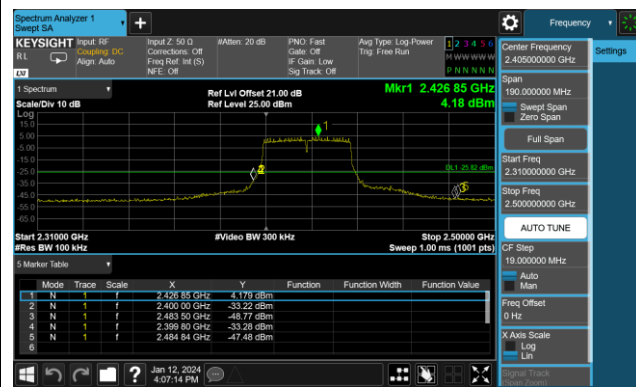 Spectrum Analyzer 1
Swept SA
Frequency
KEYSIGHT
RL
LXI
Input: RF
Coupling: DC
Align: Auto
Input Z: 50 Ω
Corrections: Off
Freq Ref: Int (S)
NFE: Off
#Atten: 20 dB
PNO: Fast
Gate: Off
IF Gain: Low
Sig Track: Off
Avg Type: Log-Power
Trig: Free Run
1 2 3 4 5 6
M W W W W W
P N N N N N
1 Spectrum
Scale/Div 10 dB
Log
Ref Lvl Offset 21.00 dB
Ref Level 25.00 dBm
Mkr1 2.426 85 GHz
4.18 dBm
15.0
5.00
-5.00
-15.0
-25.0
-35.0
-45.0
-55.0
-65.0
1
DL1 -25.82 dBm
Start 2.31000 GHz
#Res BW 100 kHz
#Video BW 300 kHz
Stop 2.50000 GHz
Sweep 1.00 ms (1001 pts)
5 Marker Table
Mode Trace Scale X Y Function Function Width Function Value
1 N 1 f 2.426 85 GHz 4.179 dBm
2 N 1 f 2.400 00 GHz -33.22 dBm
3 N 1 f 2.483 50 GHz -48.77 dBm
4 N 1 f 2.399 80 GHz -33.28 dBm
5 N 1 f 2.484 84 GHz -47.48 dBm
6
Jan 12, 2024
4:07:14 PM
Center Frequency
2.405000000 GHz
Settings
Span
190.000000 MHz
Swept Span
Zero Span
Full Span
Start Freq
2.310000000 GHz
Stop Freq
2.500000000 GHz
AUTO TUNE
CF Step
19.000000 MHz
Auto
Man
Freq Offset
0 Hz
X Axis Scale
Log
Lin
Signal Track
(Span Zoom)